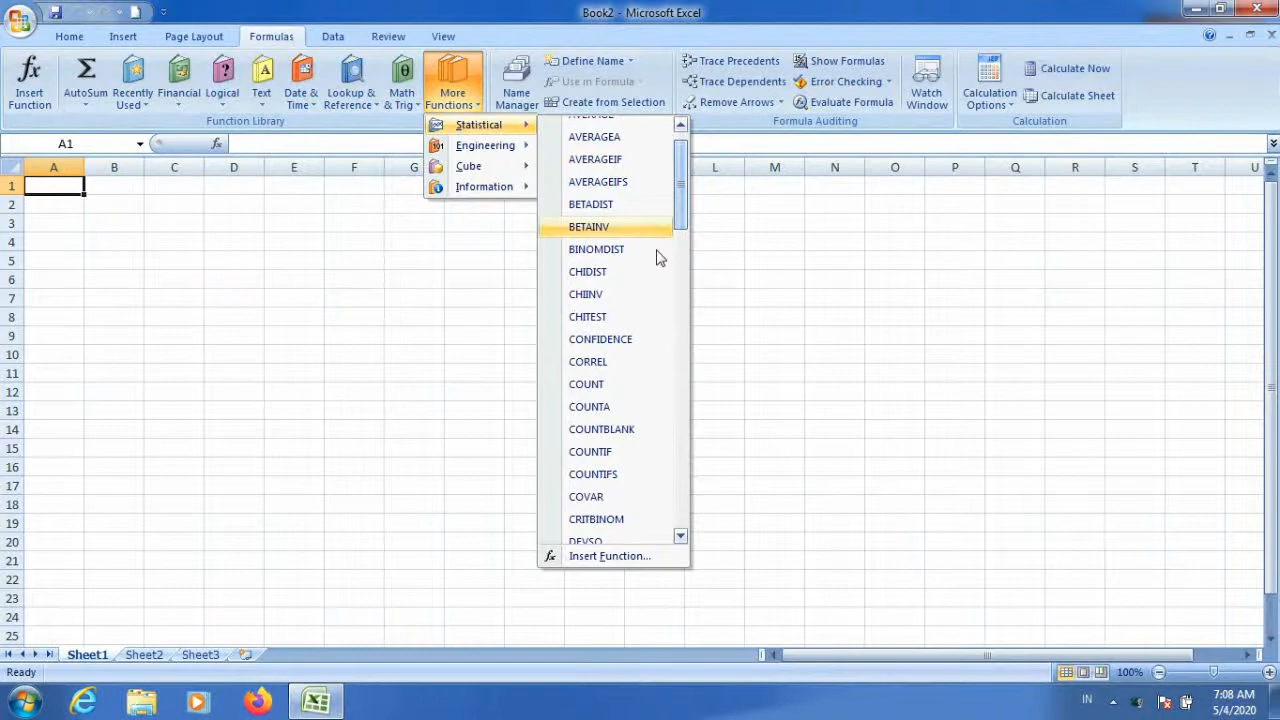 Book2 - Microsoft Excel
Home Insert Page Layout Formulas Data Review View
fx Insert Function
Σ AutoSum
Recently Used
Financial
Logical
Text
Date & Time
Lookup & Reference
Math & Trig
More Functions
Function Library
Name Manager
Define Name
Use in Formula
Create from Selection
Trace Precedents
Trace Dependents
Remove Arrows
Show Formulas
Error Checking
Evaluate Formula
Formula Auditing
Watch Window
Calculation Options
Calculate Now
Calculate Sheet
Calculation
A1 fx
Statistical
Engineering
Cube
Information
AVERAGE
AVERAGEA
AVERAGEIF
AVERAGEIFS
BETADIST
BETAINV
BINOMDIST
CHIDIST
CHIINV
CHITEST
CONFIDENCE
CORREL
COUNT
COUNTA
COUNTBLANK
COUNTIF
COUNTIFS
COVAR
CRITBINOM
DEVSQ
fx Insert Function...
A B C D E F G L M N O P Q R S T U
1
2
3
4
5
6
7
8
9
10
11
12
13
14
15
16
17
18
19
20
21
22
23
24
25
Sheet1 Sheet2 Sheet3
Ready 100%
IN 7:08 AM
5/4/2020